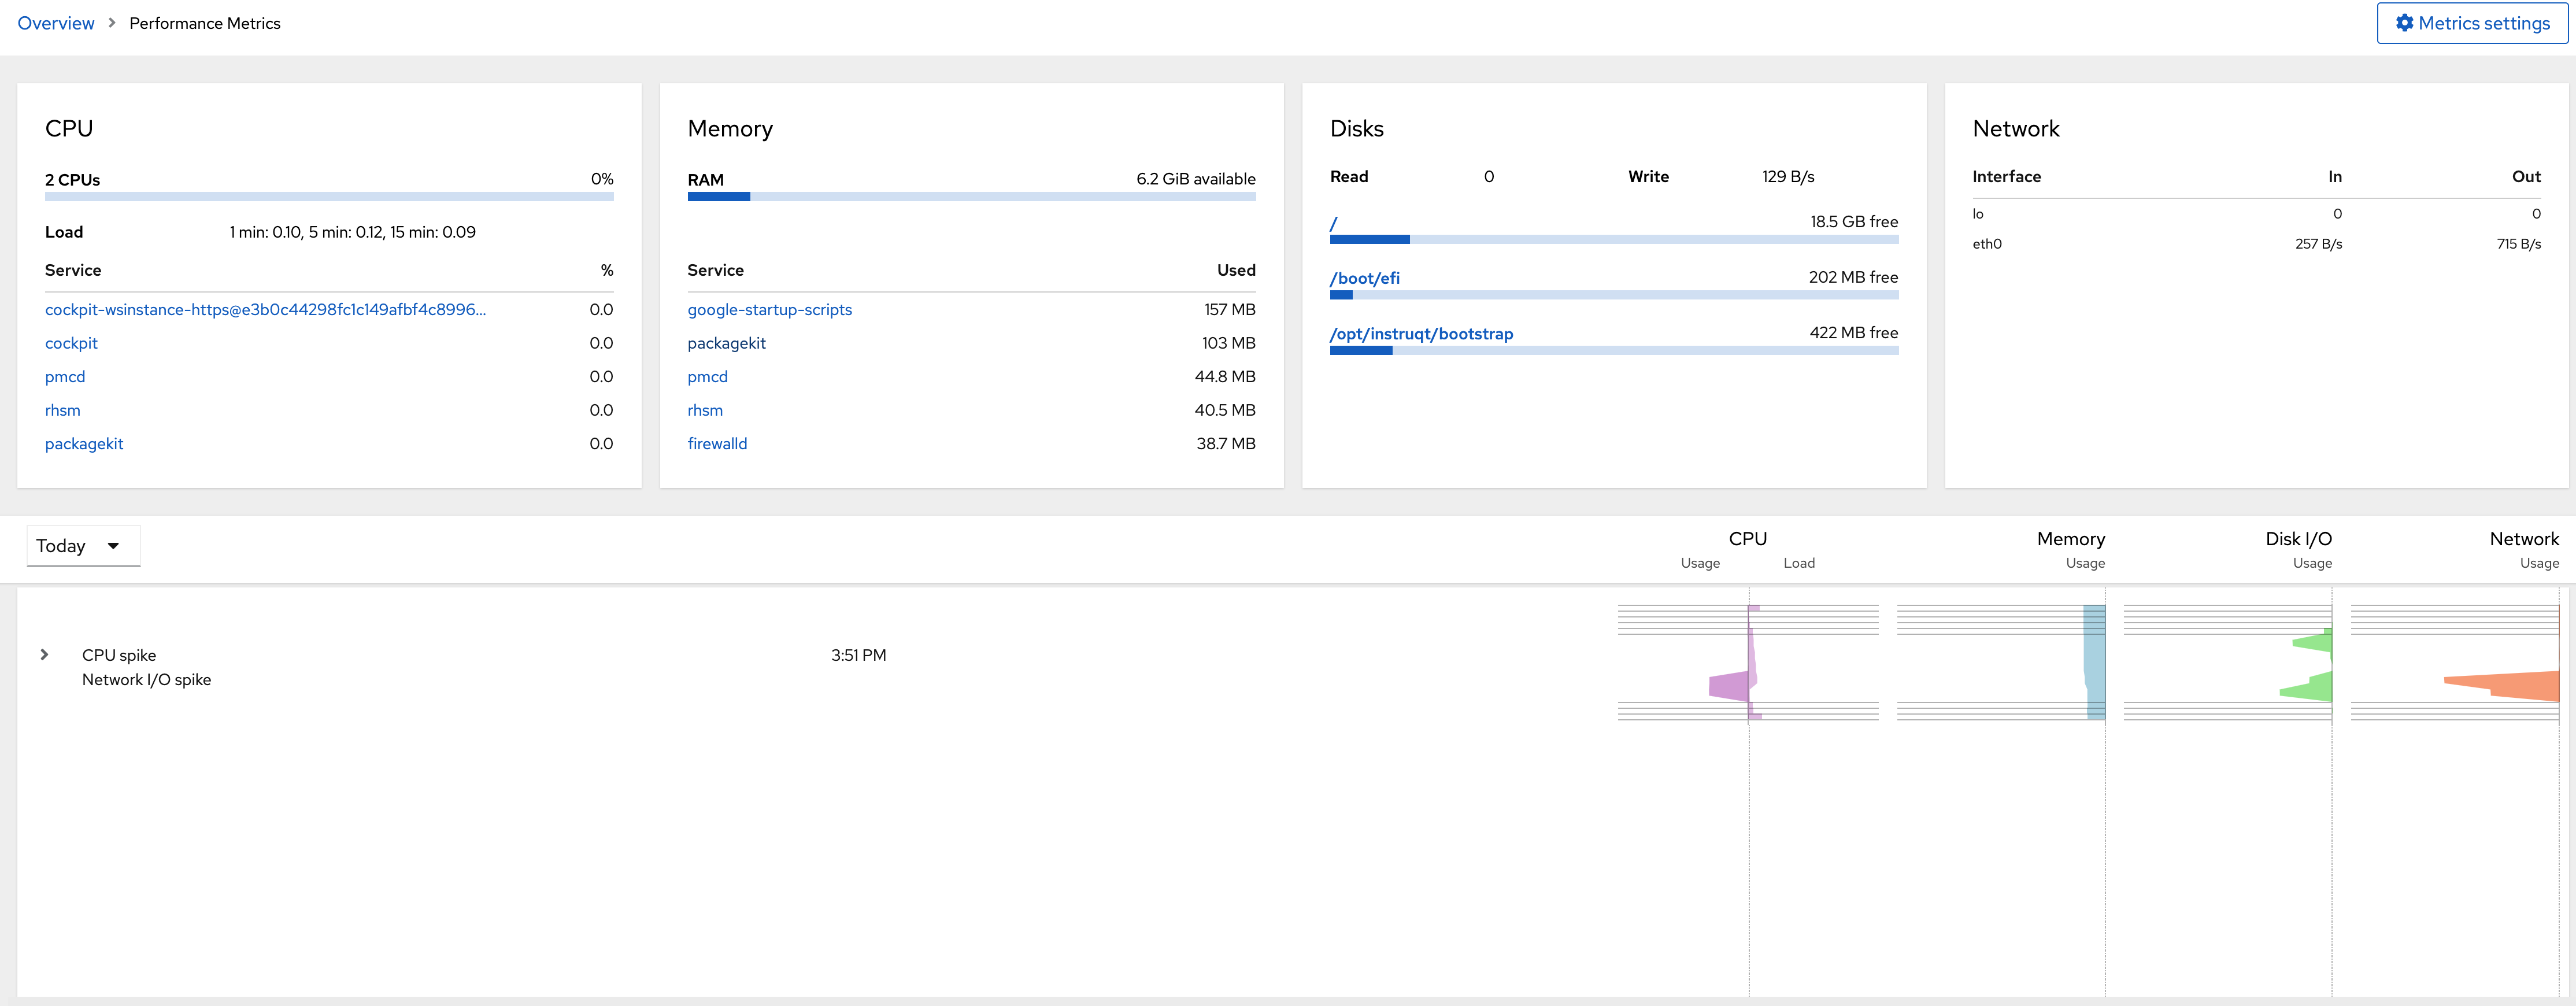 Overview > Performance Metrics
Metrics settings
CPU
2 CPUs 0%
Load 1 min: 0.10, 5 min: 0.12, 15 min: 0.09
Service %
cockpit-wsinstance-https@e3b0c44298fc1c149afbf4c8996... 0.0
cockpit 0.0
pmcd 0.0
rhsm 0.0
packagekit 0.0
Memory
RAM 6.2 GiB available
Service Used
google-startup-scripts 157 MB
packagekit 103 MB
pmcd 44.8 MB
rhsm 40.5 MB
firewalld 38.7 MB
Disks
Read 0 Write 129 B/s
/ 18.5 GB free
/boot/efi 202 MB free
/opt/instruqt/bootstrap 422 MB free
Network
Interface In Out
lo 0 0
eth0 257 B/s 715 B/s
Today
CPU Memory Disk I/O Network
Usage Load Usage Usage Usage
CPU spike 3:51 PM
Network I/O spike